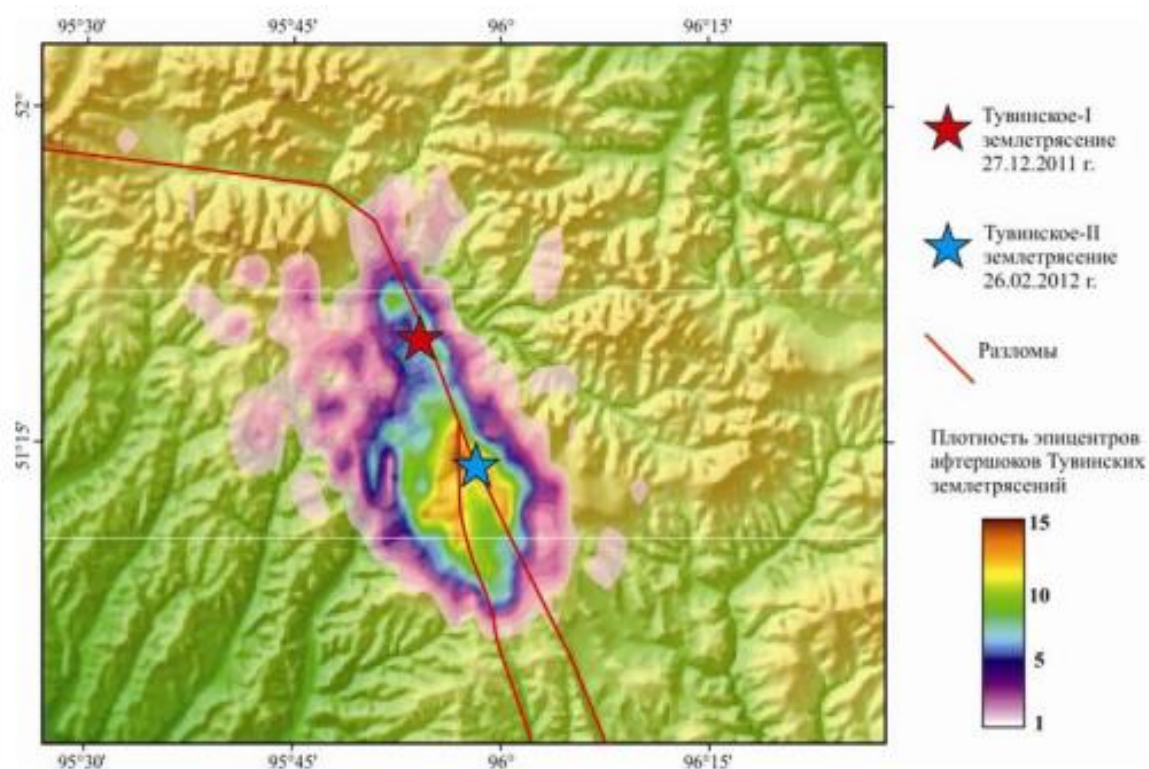 95°30'
95°45'
96°
96°15'
52°
51°15'
Тувинское-I
землетрясение
27.12.2011 г.
Тувинское-II
землетрясение
26.02.2012 г.
Разломы
Плотность эпицентров
афтершоков Тувинских
землетрясений
15
10
5
1
95°30'
95°45'
96°
96°15'